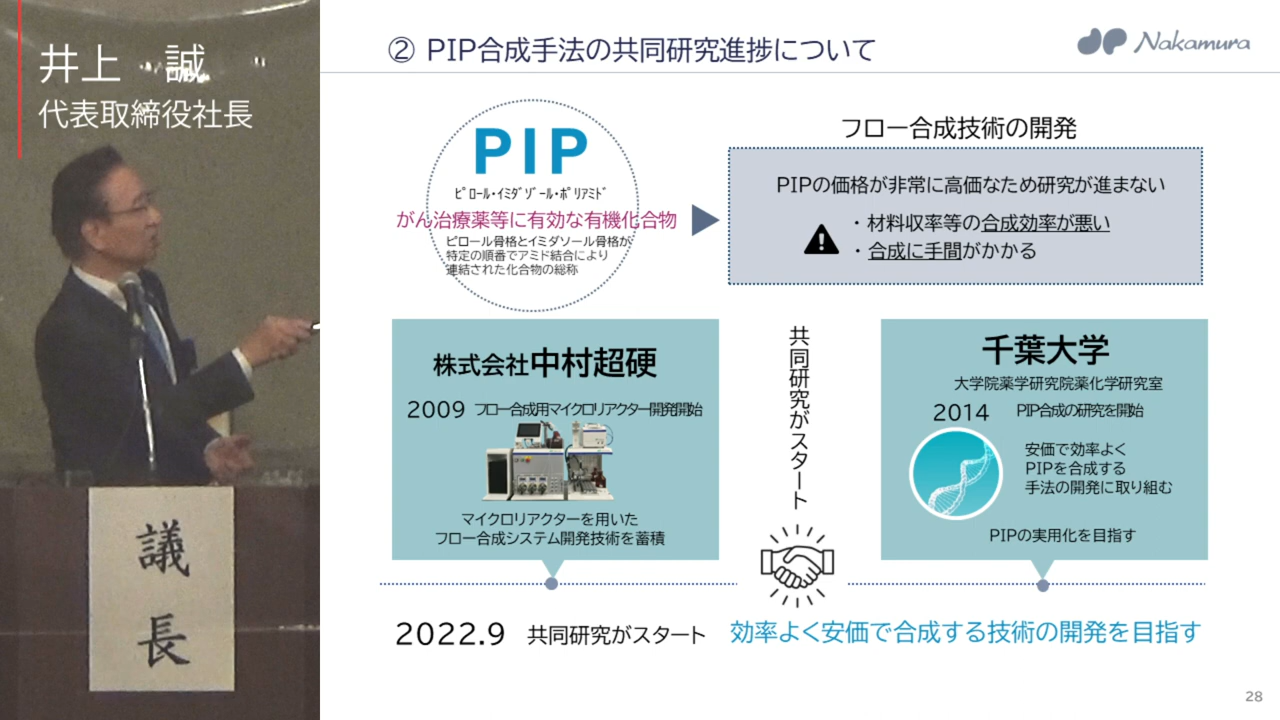 井上 誠
代表取締役社長
議長
② PIP合成手法の共同研究進捗について
Nakamura
PIP
ピロール・イミダゾール・ポリアミド
がん治療薬等に有効な有機化合物
ピロール骨格とイミダソール骨格が
特定の順番でアミド結合により
連結された化合物の総称
フロー合成技術の開発
PIPの価格が非常に高価なため研究が進まない
・材料収率等の合成効率が悪い
・合成に手間がかかる
株式会社中村超硬
2009 フロー合成用マイクロリアクター開発開始
マイクロリアクターを用いた
フロー合成システム開発技術を蓄積
共同研究がスタート
千葉大学
大学院薬学研究院薬化学研究室
2014 PIP合成の研究を開始
安価で効率よく
PIPを合成する
手法の開発に取り組む
PIPの実用化を目指す
2022.9 共同研究がスタート 効率よく安価で合成する技術の開発を目指す
28